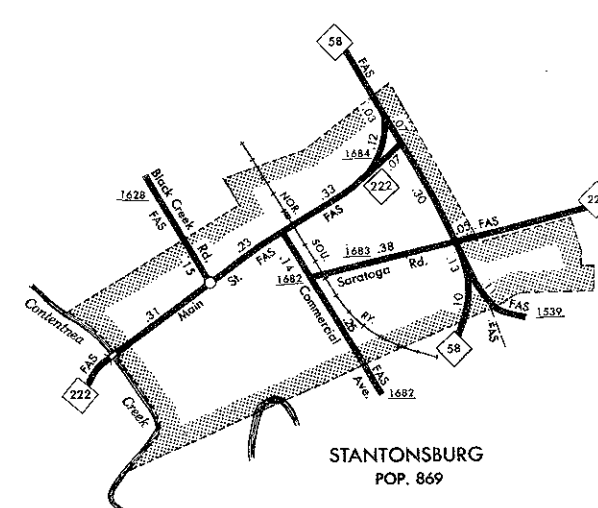 58
FAS
.03
.07
.12
1684
.07
222
Black Creek Rd.
1628
FAS
.15
NOR.
.33
FAS
.30
.23
FAS
.14
SOU.
1683 .38
.05
FAS
22
Main St.
1682
Saratoga Rd.
.13
.31
Commercial Ave.
.25
RY.
.10
FAS
1539
FAS
Contentnea Creek
FAS
222
58
FAS
1682
STANTONSBURG
POP. 869